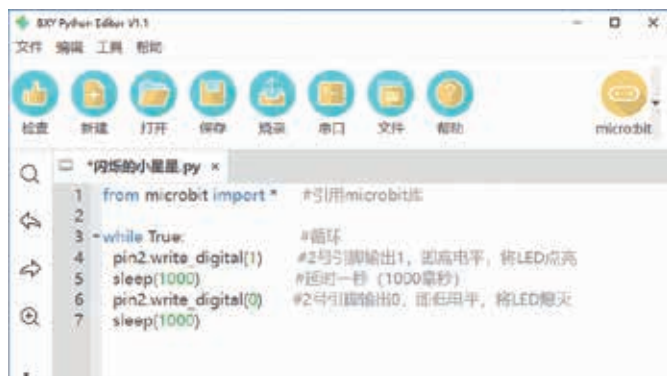 BXY Python Editor V1.1
文件 编辑 工具 帮助
检查 新建 打开 保存 烧录 串口 文件 帮助 micro:bit
*闪烁的小星星.py ×
1 from microbit import * #引用microbit库
2
3 while True: #循环
4 pin2.write_digital(1) #2号引脚输出1，即高电平，将LED点亮
5 sleep(1000) #延时一秒（1000毫秒）
6 pin2.write_digital(0) #2号引脚输出0，即低电平，将LED熄灭
7 sleep(1000)